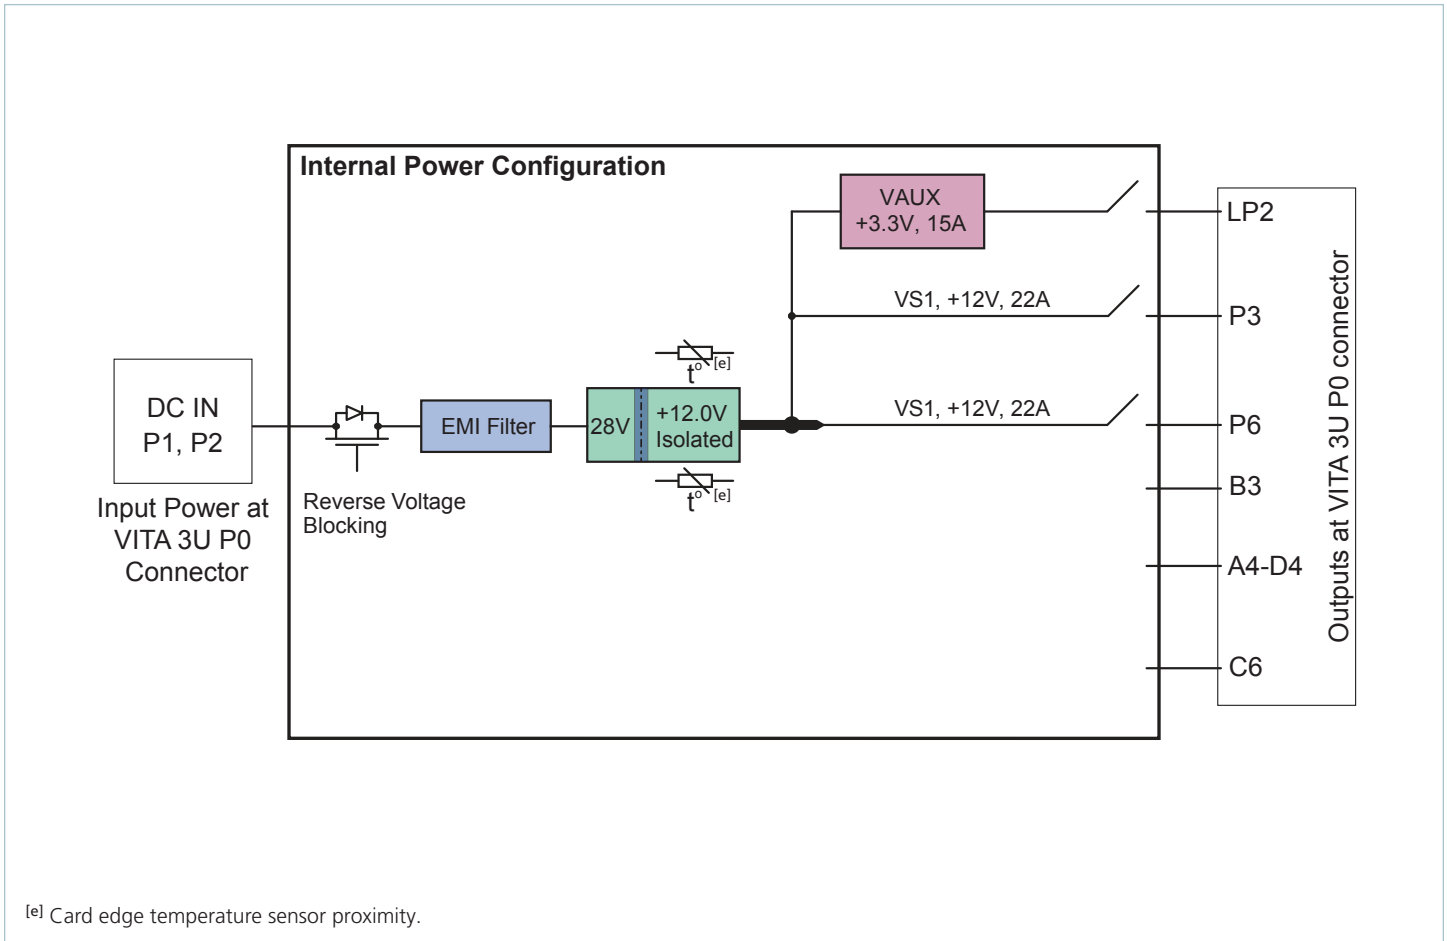 Internal Power Configuration
VAUX
+3.3V, 15A
LP2
VS1, +12V, 22A
P3
DC IN
P1, P2
Input Power at
VITA 3U P0
Connector
Reverse Voltage
Blocking
EMI Filter
28V
+12.0V
Isolated
t° [e]
t° [e]
VS1, +12V, 22A
P6
B3
A4-D4
C6
Outputs at VITA 3U P0 connector
[e] Card edge temperature sensor proximity.